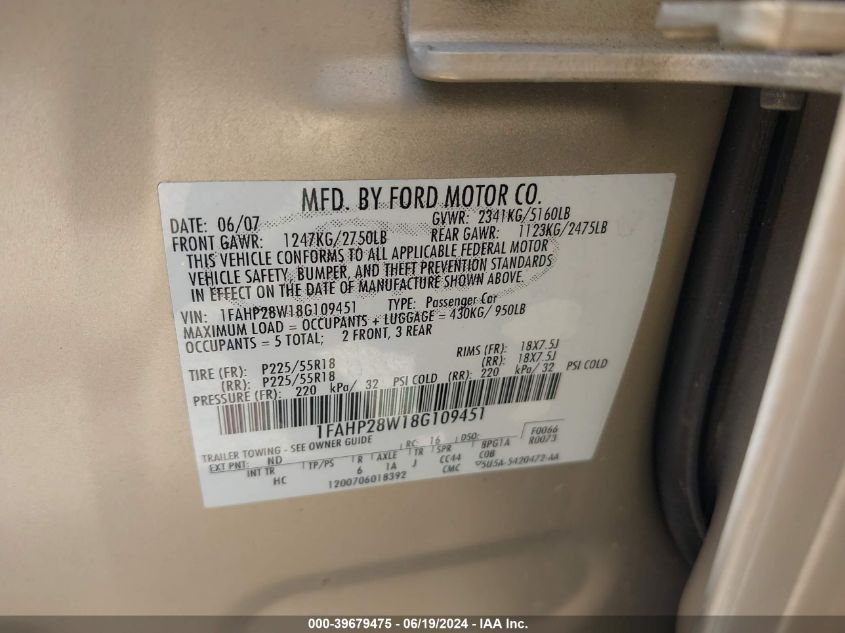 MFD. BY FORD MOTOR CO.
DATE: 06/07 GVWR: 2341KG/5160LB
FRONT GAWR: 1247KG/2750LB REAR GAWR: 1123KG/2475LB
THIS VEHICLE CONFORMS TO ALL APPLICABLE FEDERAL MOTOR
VEHICLE SAFETY, BUMPER, AND THEFT PREVENTION STANDARDS
IN EFFECT ON THE DATE OF MANUFACTURE SHOWN ABOVE.
VIN: 1FAHP28W18G109451 TYPE: Passenger Car
MAXIMUM LOAD = OCCUPANTS + LUGGAGE = 430KG/ 950LB
OCCUPANTS = 5 TOTAL; 2 FRONT, 3 REAR
TIRE (FR): P225/55R18 RIMS (FR): 18X7.5J
(RR): P225/55R18 (RR): 18X7.5J
PRESSURE (FR): 220 kPa/ 32 PSI COLD (RR): 220 kPa/ 32 PSI COLD
1FAHP28W18G109451
TRAILER TOWING - SEE OWNER GUIDE RC: 16 DSO: F0066
EXT PNT: ND R0073
INT TR TP/PS R AXLE TR SPR BPGTA
HC 6 1A J CC44 COB
CMC 5U5A-5420472-AA
1200706018392
000-39679475 - 06/19/2024 - IAA Inc.